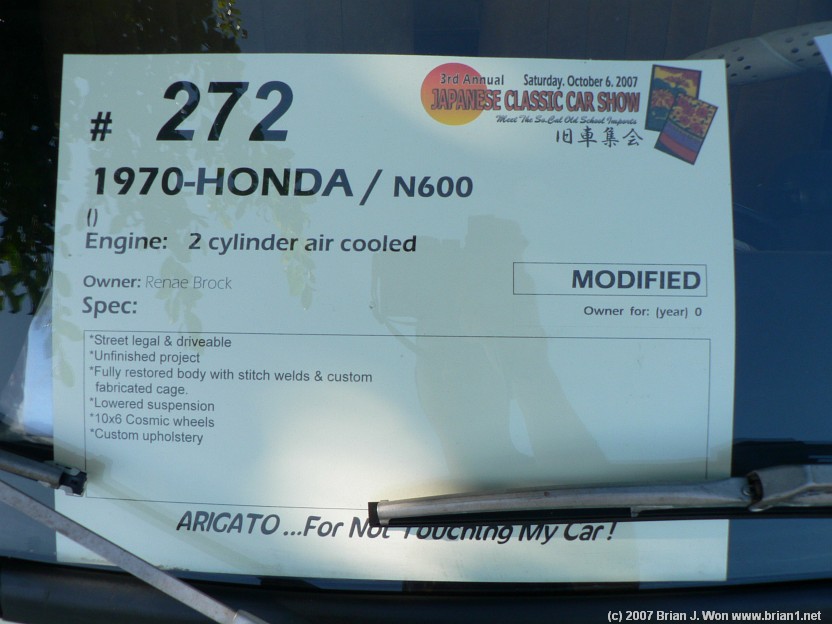 3rd Annual Saturday, October 6, 2007
JAPANESE CLASSIC CAR SHOW
Meet The So.Cal Old School Imports
旧車集会
# 272
1970-HONDA / N600
()
Engine: 2 cylinder air cooled
Owner: Renae Brock
MODIFIED
Spec:
Owner for: (year) 0
*Street legal & driveable
*Unfinished project
*Fully restored body with stitch welds & custom
fabricated cage.
*Lowered suspension
*10x6 Cosmic wheels
*Custom upholstery
ARIGATO ...For Not Touching My Car !
(c) 2007 Brian J. Won www.brian1.net